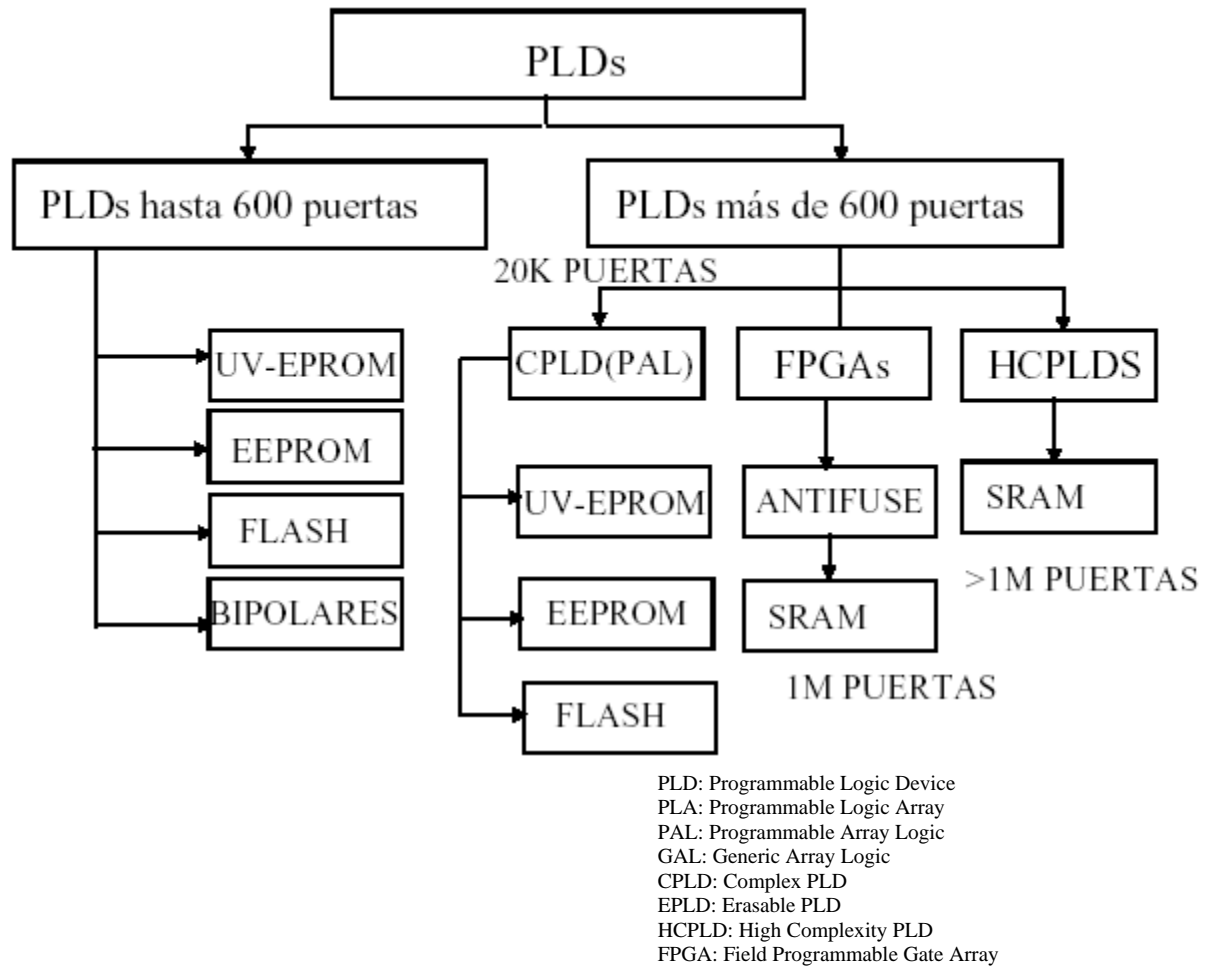 PLDs
PLDs hasta 600 puertas
PLDs más de 600 puertas
20K PUERTAS
UV-EPROM
EEPROM
FLASH
BIPOLARES
CPLD(PAL)
UV-EPROM
EEPROM
FLASH
FPGAs
ANTIFUSE
SRAM
1M PUERTAS
HCPLDS
SRAM
>1M PUERTAS
PLD: Programmable Logic Device
PLA: Programmable Logic Array
PAL: Programmable Array Logic
GAL: Generic Array Logic
CPLD: Complex PLD
EPLD: Erasable PLD
HCPLD: High Complexity PLD
FPGA: Field Programmable Gate Array